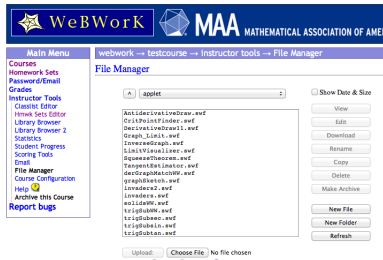 WeBWorK
MAA MATHEMATICAL ASSOCIATION OF AME
Main Menu
Courses
Homework Sets
Password/Email
Grades
Instructor Tools
Classlist Editor
Hmwk Sets Editor
Library Browser
Library Browser 2
Statistics
Student Progress
Scoring Tools
Email
File Manager
Course Configuration
Help ?
Archive this Course
Report bugs
webwork → testcourse → Instructor tools → File Manager
File Manager
^ applet
Show Date & Size
AntiderivativeDraw.swf
CritPointFinder.swf
DerivativeDraw11.swf
Graph_Limit.swf
InverseGraph.swf
LimitVisualizer.swf
SqueezeTheorem.swf
TangentEstimator.swf
derGraphMatchWW.swf
graphSketch.swf
invaders2.swf
invaders.swf
solidsWW.swf
trigSubWW.swf
trigSubsec.swf
trigSubsin.swf
trigSubtan.swf
View
Edit
Download
Rename
Copy
Delete
Make Archive
New File
New Folder
Refresh
Upload: Choose File No file chosen